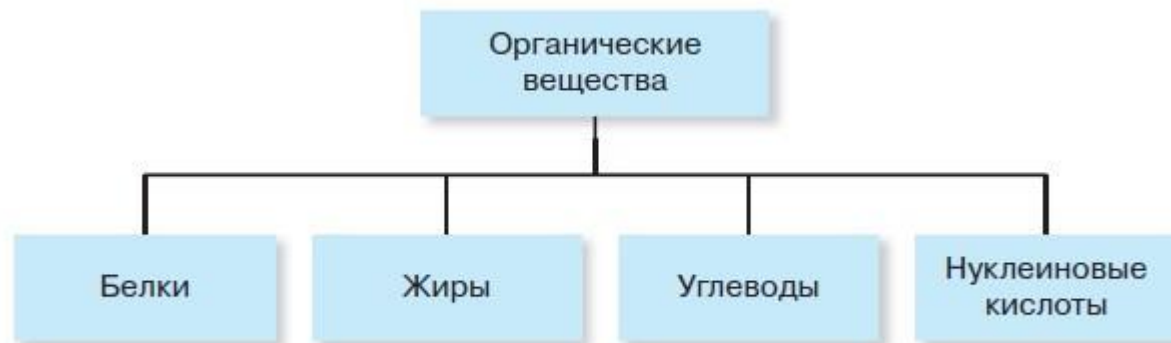 Органические
вещества
Белки
Жиры
Углеводы
Нуклеиновые
кислоты